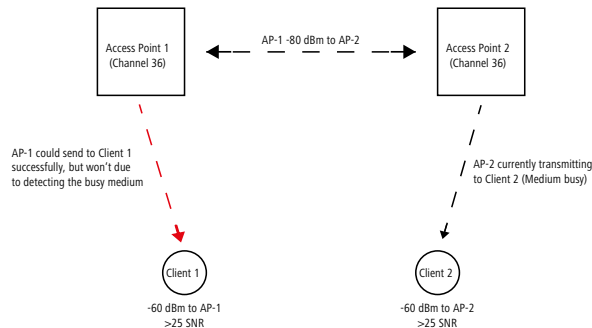 Access Point 1
(Channel 36)
AP-1 -80 dBm to AP-2
Access Point 2
(Channel 36)
AP-1 could send to Client 1
successfully, but won't due
to detecting the busy medium
AP-2 currently transmitting
to Client 2 (Medium busy)
Client 1
Client 2
-60 dBm to AP-1
>25 SNR
-60 dBm to AP-2
>25 SNR